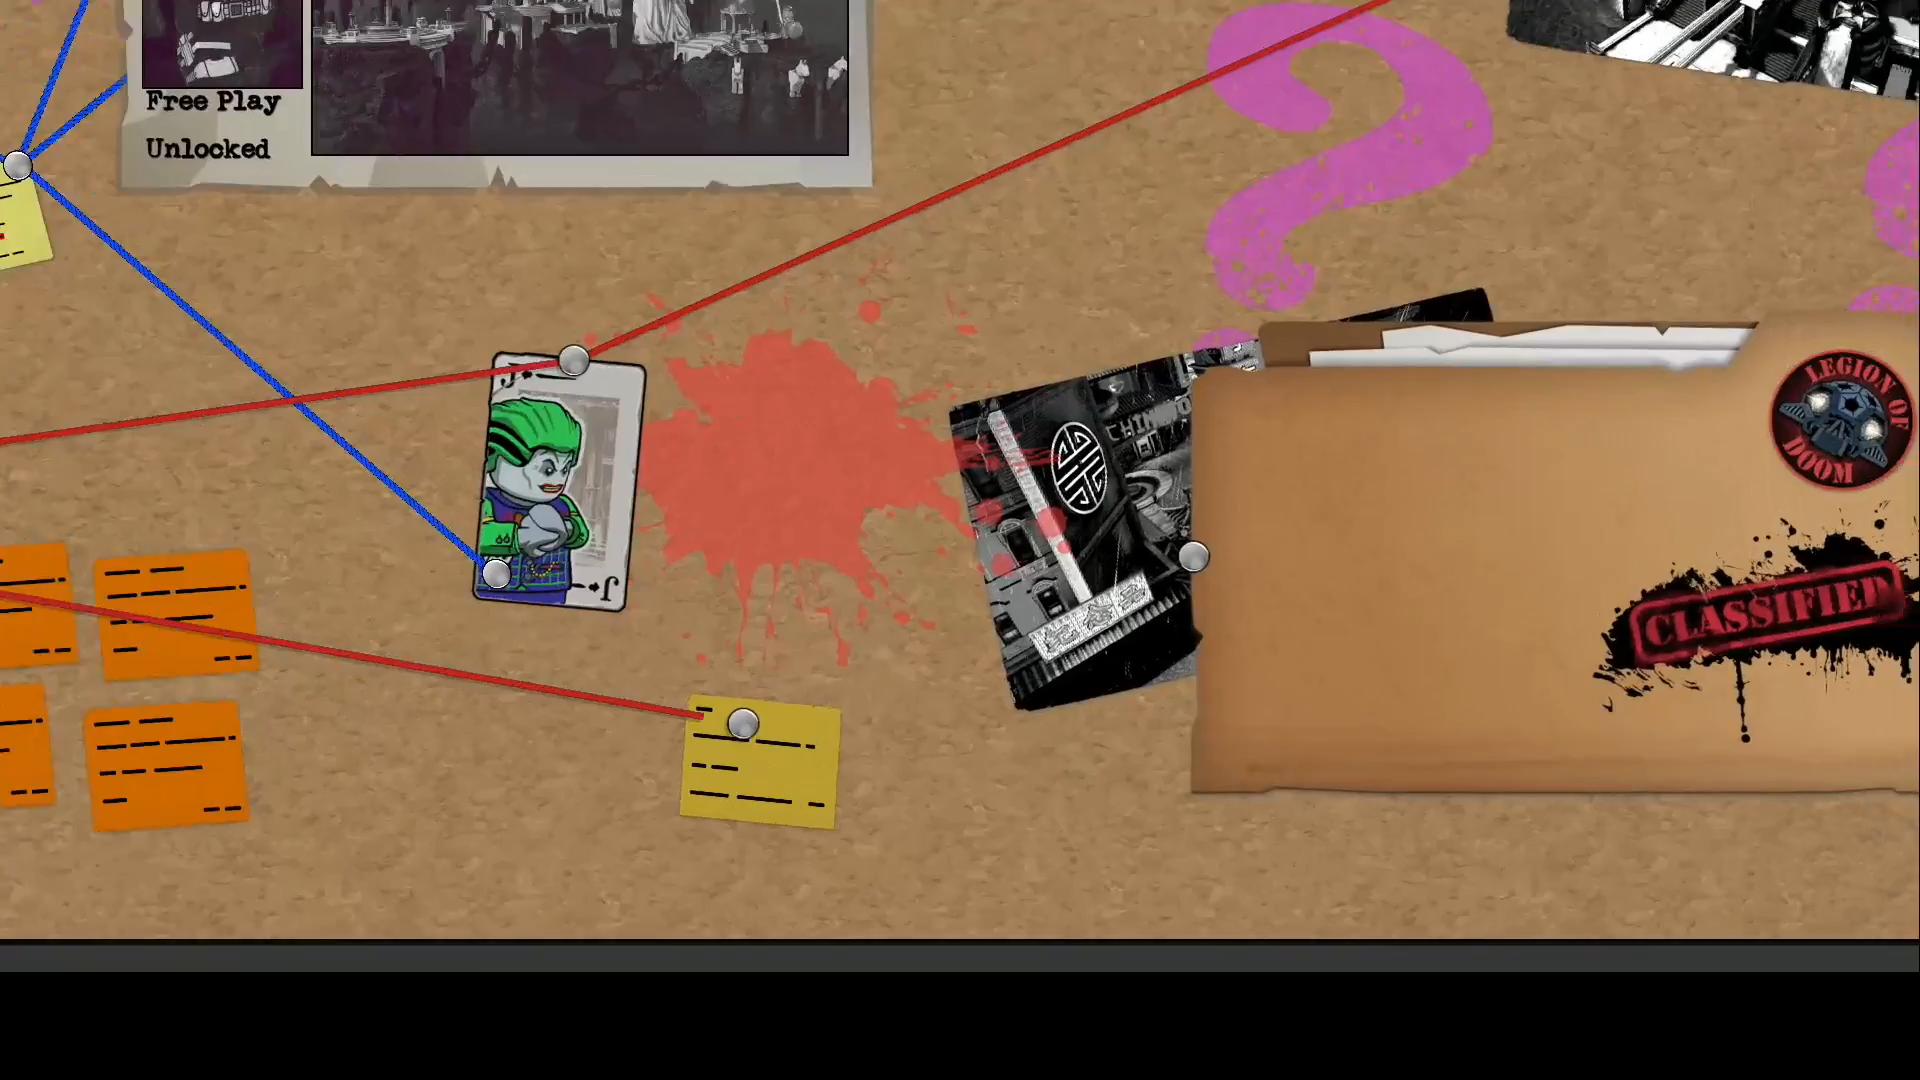 Free Play
Unlocked
J
LEGION OF
DOOM
CLASSIFIED
J